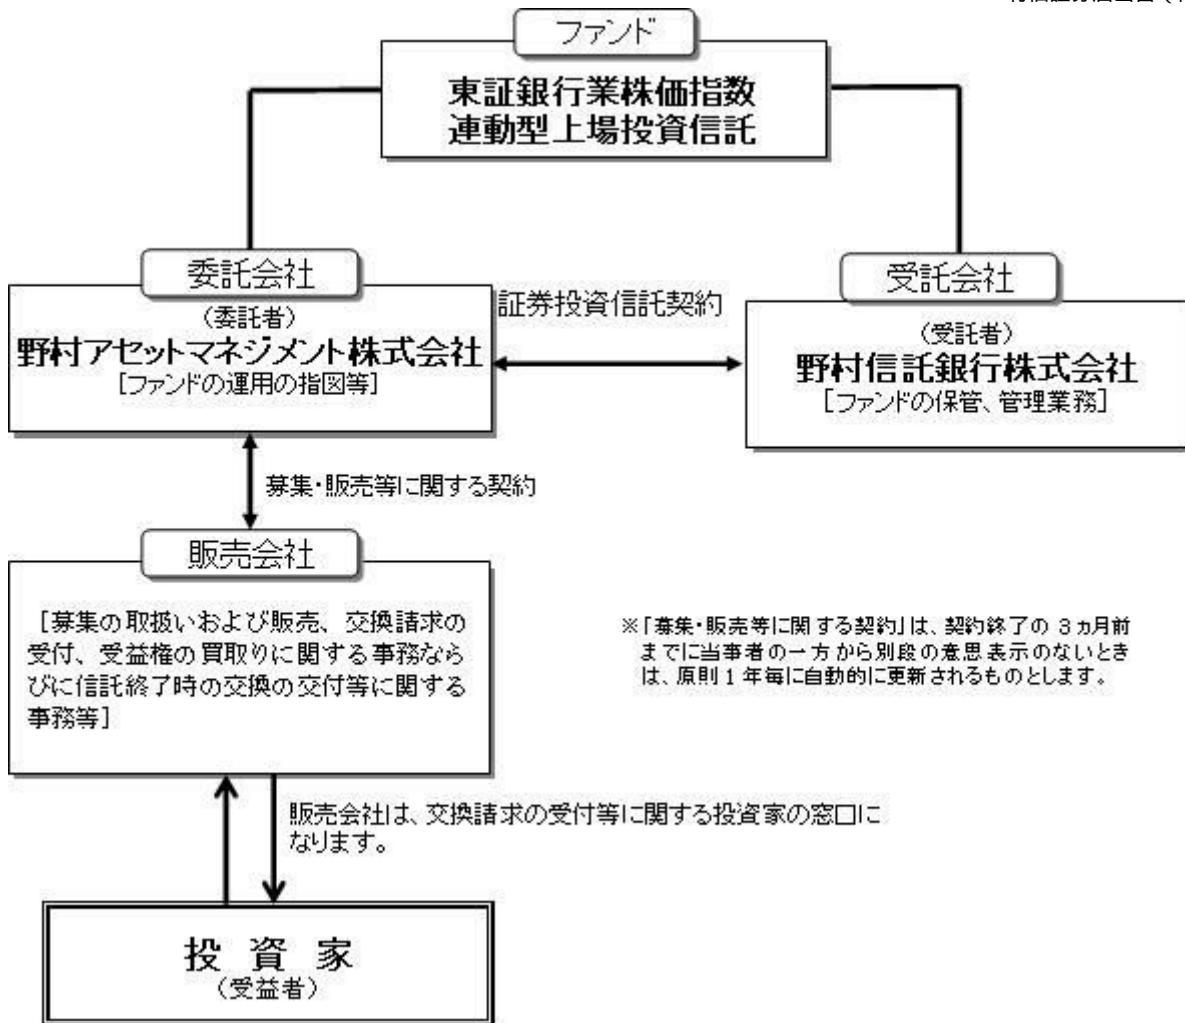 ファンド
東証銀行業株価指数
連動型上場投資信託
委託会社
(委託者)
野村アセットマネジメント株式会社
[ファンドの運用の指図等]
証券投資信託契約
受託会社
(受託者)
野村信託銀行株式会社
[ファンドの保管、管理業務]
募集・販売等に関する契約
販売会社
[募集の取扱いおよび販売、交換請求の
受付、受益権の買取りに関する事務なら
びに信託終了時の交換の交付等に関する
事務等]
※「募集・販売等に関する契約」は、契約終了の3ヵ月前
までに当事者の一方から別段の意思表示のないとき
は、原則1年毎に自動的に更新されるものとします。
販売会社は、交換請求の受付等に関する投資家の窓口に
なります。
投資家
(受益者)